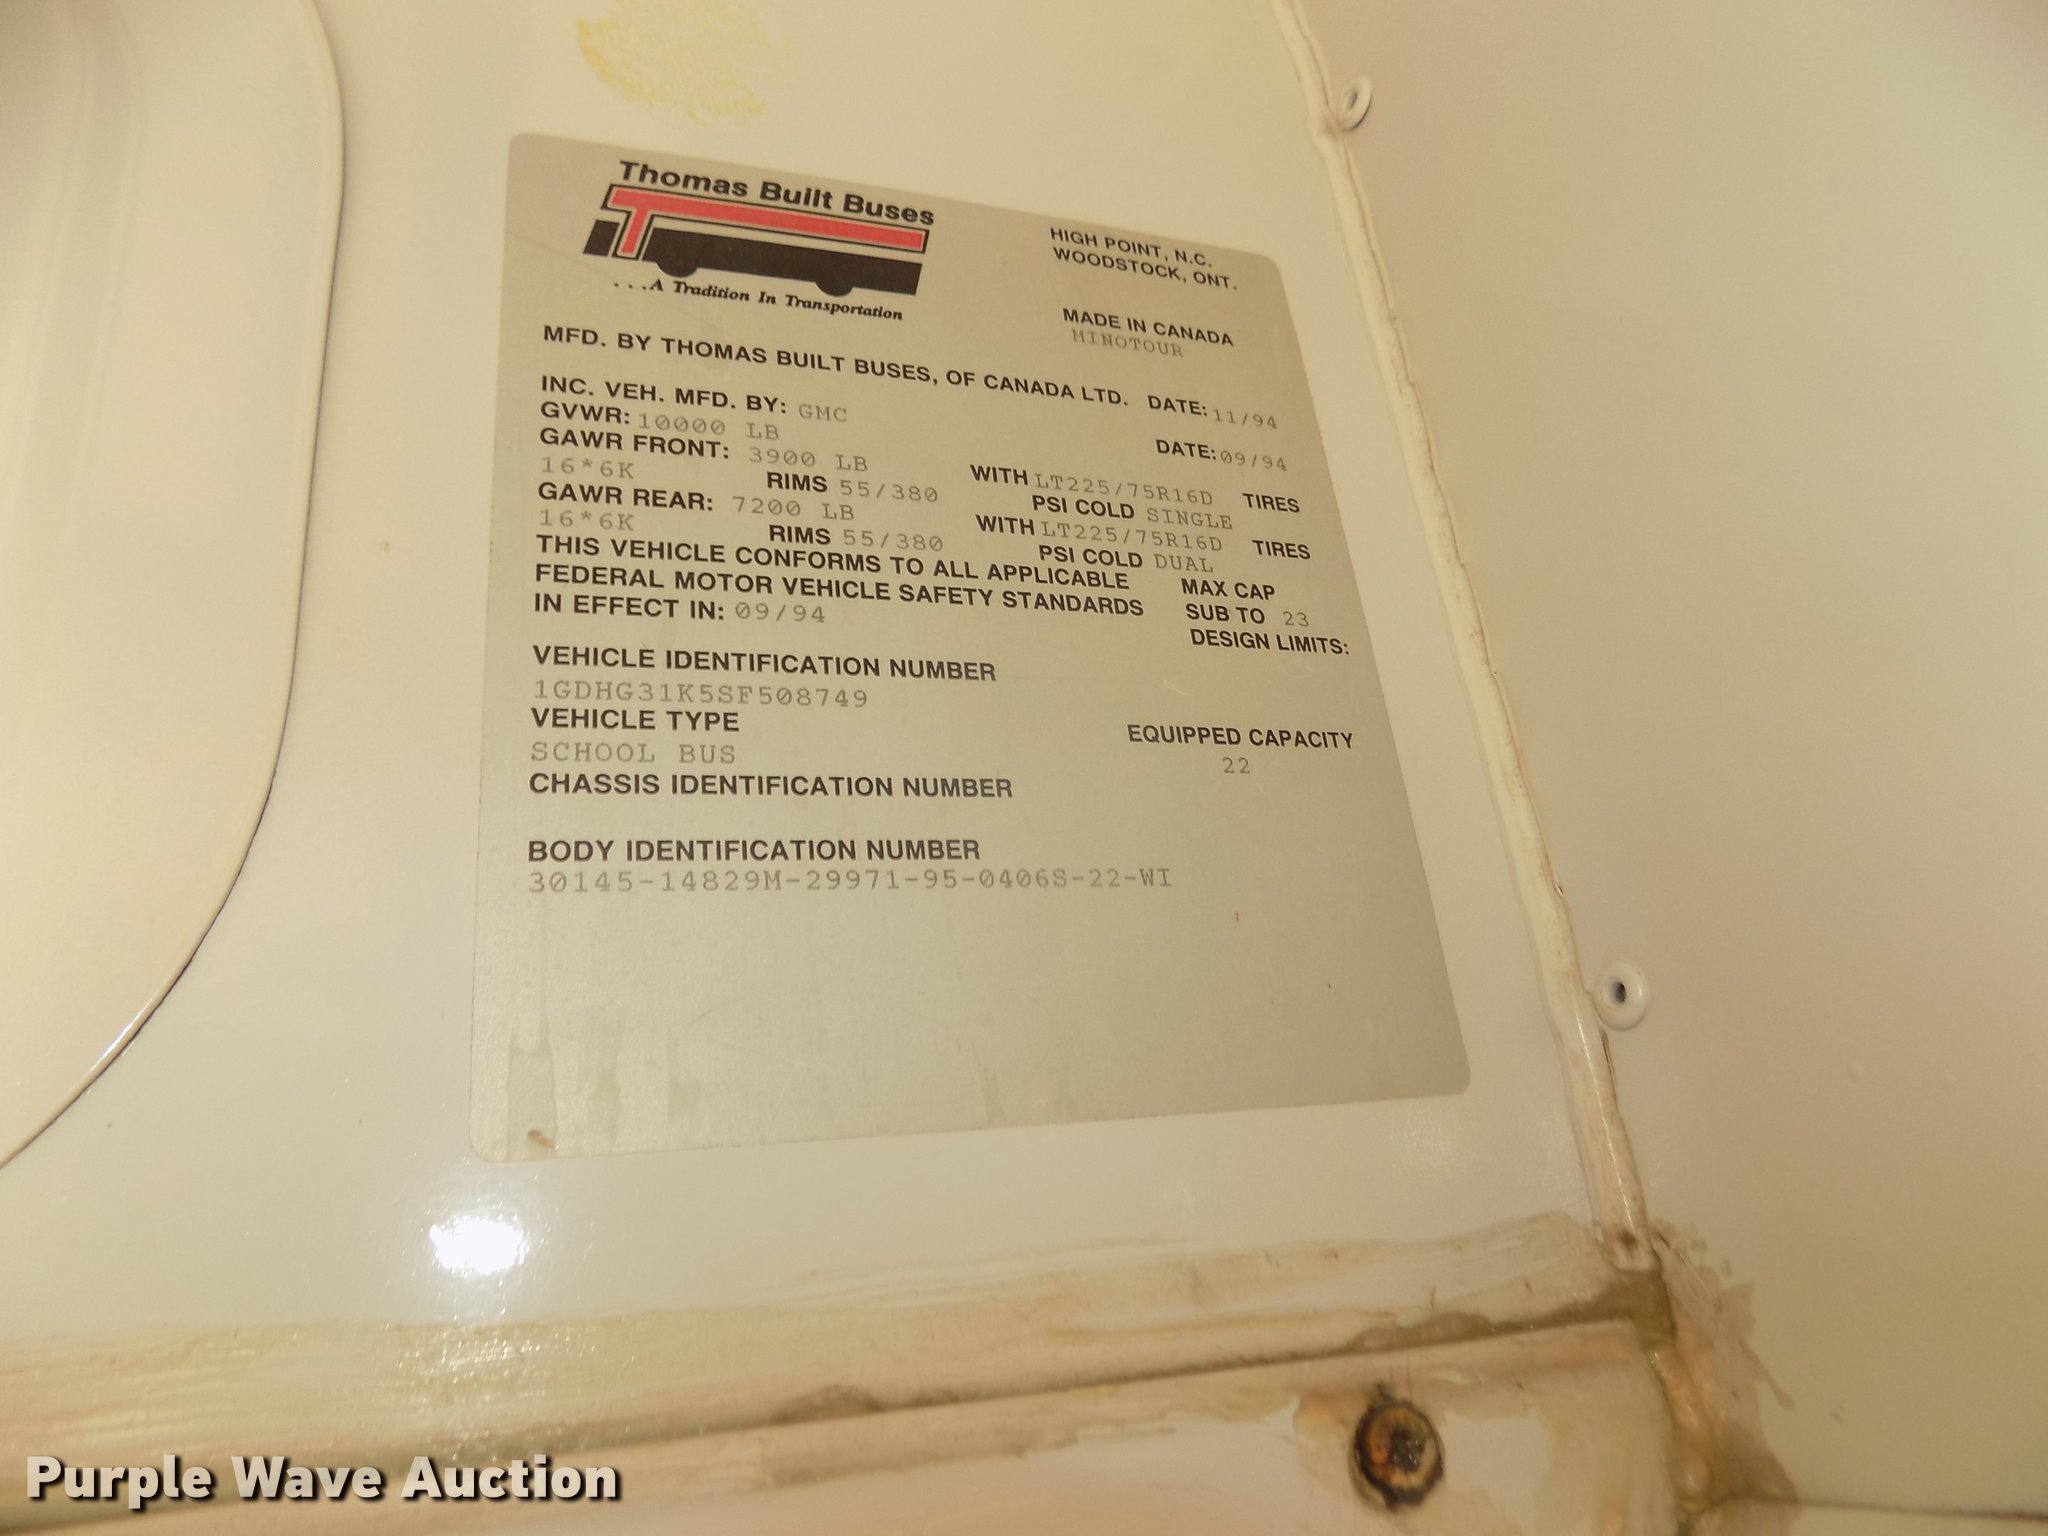 Thomas Built Buses
T
...A Tradition In Transportation
HIGH POINT, N.C.
WOODSTOCK, ONT.
MADE IN CANADA
MINOTOUR
MFD. BY THOMAS BUILT BUSES, OF CANADA LTD. DATE: 11/94
INC. VEH. MFD. BY: GMC DATE: 09/94
GVWR: 10000 LB
GAWR FRONT: 3900 LB WITH LT225/75R16D TIRES
16*6K RIMS 55/380 PSI COLD SINGLE
GAWR REAR: 7200 LB WITH LT225/75R16D TIRES
16*6K RIMS 55/380 PSI COLD DUAL
THIS VEHICLE CONFORMS TO ALL APPLICABLE MAX CAP
FEDERAL MOTOR VEHICLE SAFETY STANDARDS SUB TO 23
IN EFFECT IN: 09/94 DESIGN LIMITS:
VEHICLE IDENTIFICATION NUMBER
1GDHG31K5SF508749
VEHICLE TYPE EQUIPPED CAPACITY
SCHOOL BUS 22
CHASSIS IDENTIFICATION NUMBER
BODY IDENTIFICATION NUMBER
30145-14829M-29971-95-0406S-22-WI
Purple Wave Auction